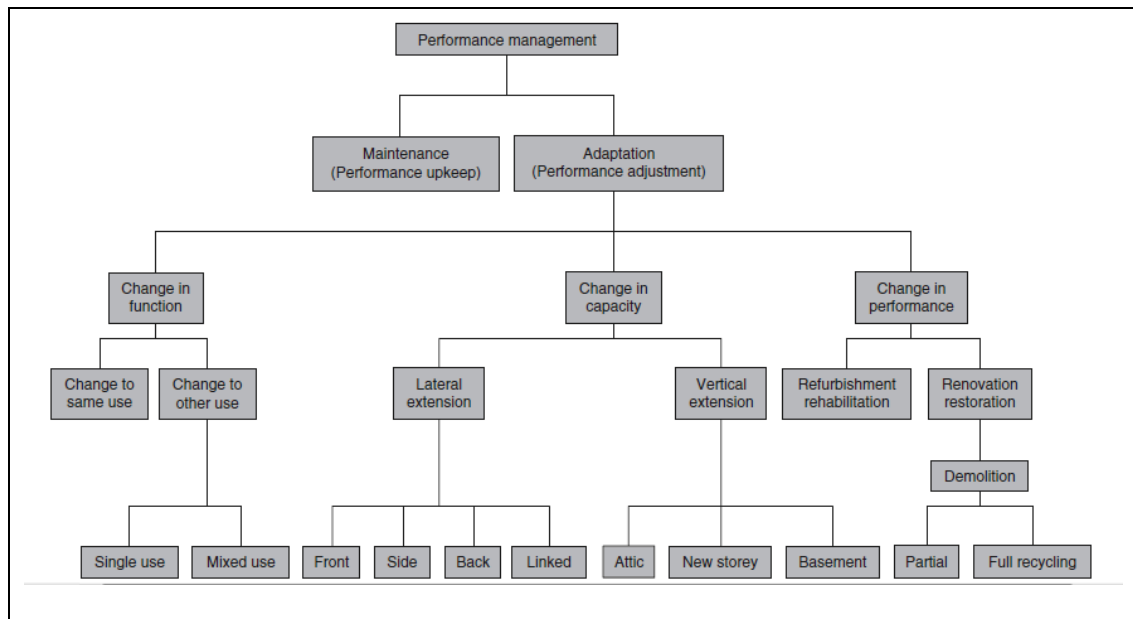 Performance management
Maintenance
(Performance upkeep)
Adaptation
(Performance adjustment)
Change in
function
Change in
capacity
Change in
performance
Change to
same use
Change to
other use
Lateral
extension
Vertical
extension
Refurbishment
rehabilitation
Renovation
restoration
Demolition
Single use
Mixed use
Front
Side
Back
Linked
Attic
New storey
Basement
Partial
Full recycling